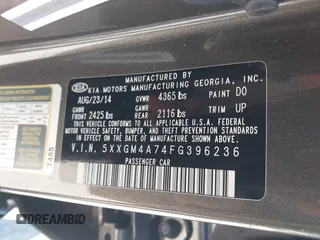 MANUFACTURED BY
KIA KIA MOTORS MANUFACTURING GEORGIA, INC.
AUG/23/14 GVWR 4365 lbs PAINT D0
GAWR FRONT 2425 lbs GAWR REAR 2116 lbs TRIM UP
THIS VEHICLE CONFORMS TO ALL APPLICABLE U.S.A. FEDERAL
MOTOR VEHICLE SAFETY, BUMPER, AND THEFT PREVENTION
STANDARDS IN EFFECT ON THE DATE OF MANUFACTURE SHOWN ABOVE.
V.I.N. 5XXGM4A74FG396236
PASSENGER CAR
DREAMBID